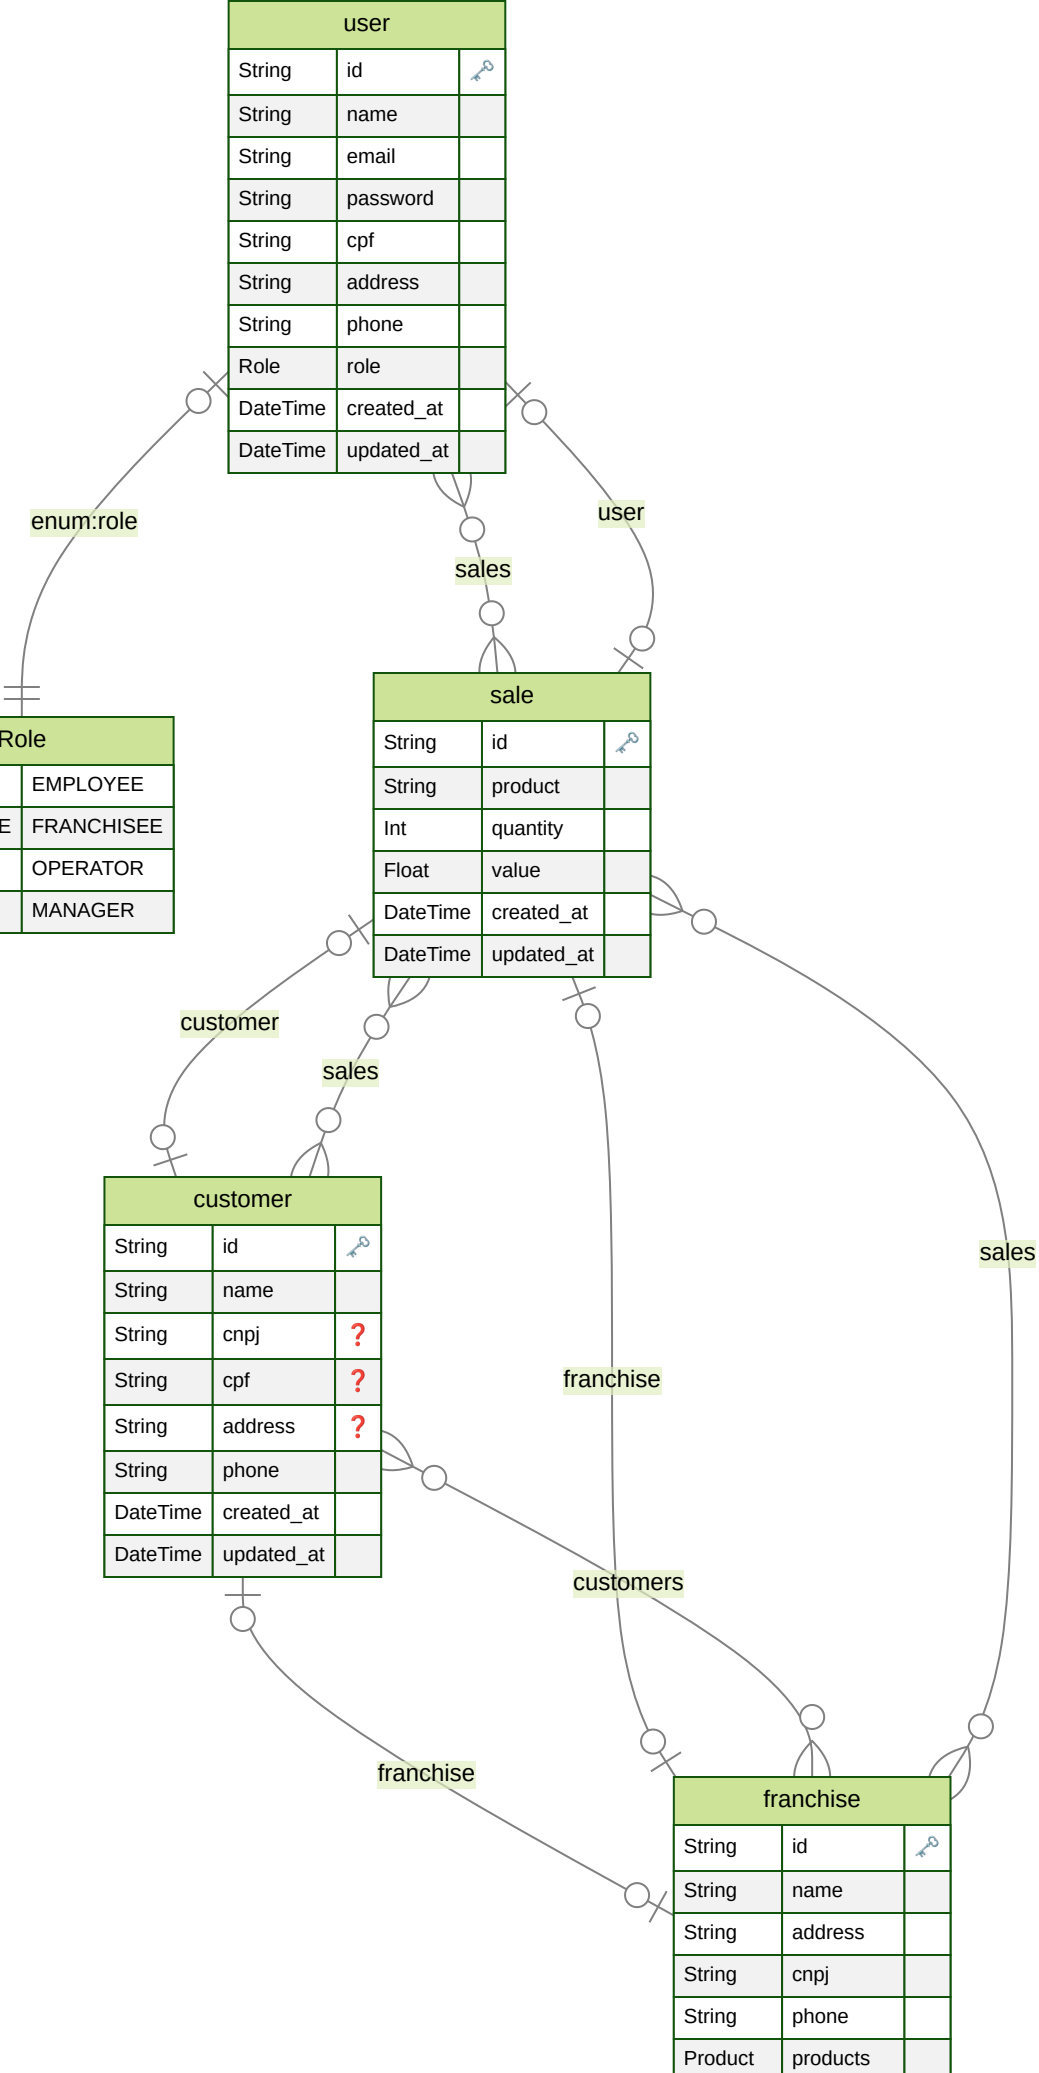 user
String id
String name
String email
String password
String cpf
String address
String phone
Role role
DateTime created_at
DateTime updated_at
enum:role
user
sales
sale
String id
String product
Int quantity
Float value
DateTime created_at
DateTime updated_at
Role
EMPLOYEE
E FRANCHISEE
OPERATOR
MANAGER
customer
sales
customer
String id
String name
String cnpj ?
String cpf ?
String address ?
String phone
DateTime created_at
DateTime updated_at
sales
franchise
customers
franchise
franchise
String id
String name
String address
String cnpj
String phone
Product products